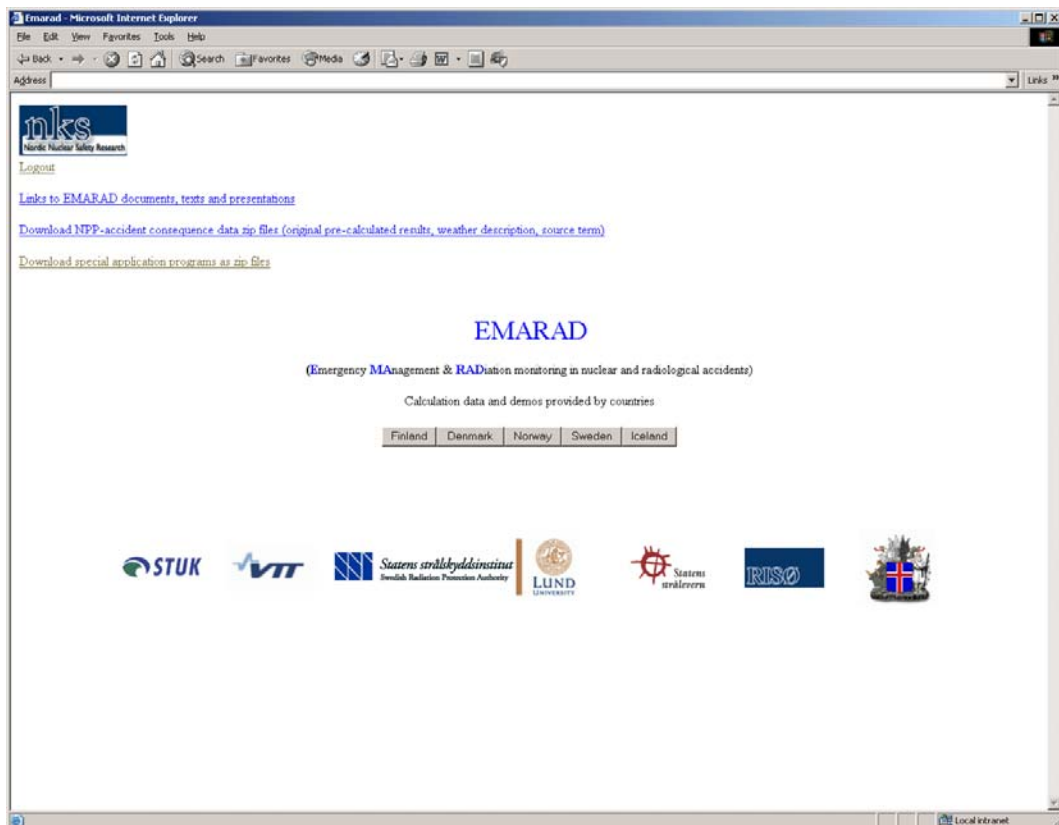 Emarad - Microsoft Internet Explorer
File Edit View Favorites Tools Help
Back Search Favorites Media
Address Links »
nks
Nordic Nuclear Safety Research
Logout
Links to EMARAD documents, texts and presentations
Download NPP-accident consequence data zip files (original pre-calculated results, weather description, source term)
Download special application programs as zip files
EMARAD
(Emergency MAnagement & RADiation monitoring in nuclear and radiological accidents)
Calculation data and demos provided by countries
Finland Denmark Norway Sweden Iceland
STUK VTT Statens strålskyddsinstitut
Swedish Radiation Protection Authority
LUND
UNIVERSITY
Statens
strålevern
RISØ
Local intranet